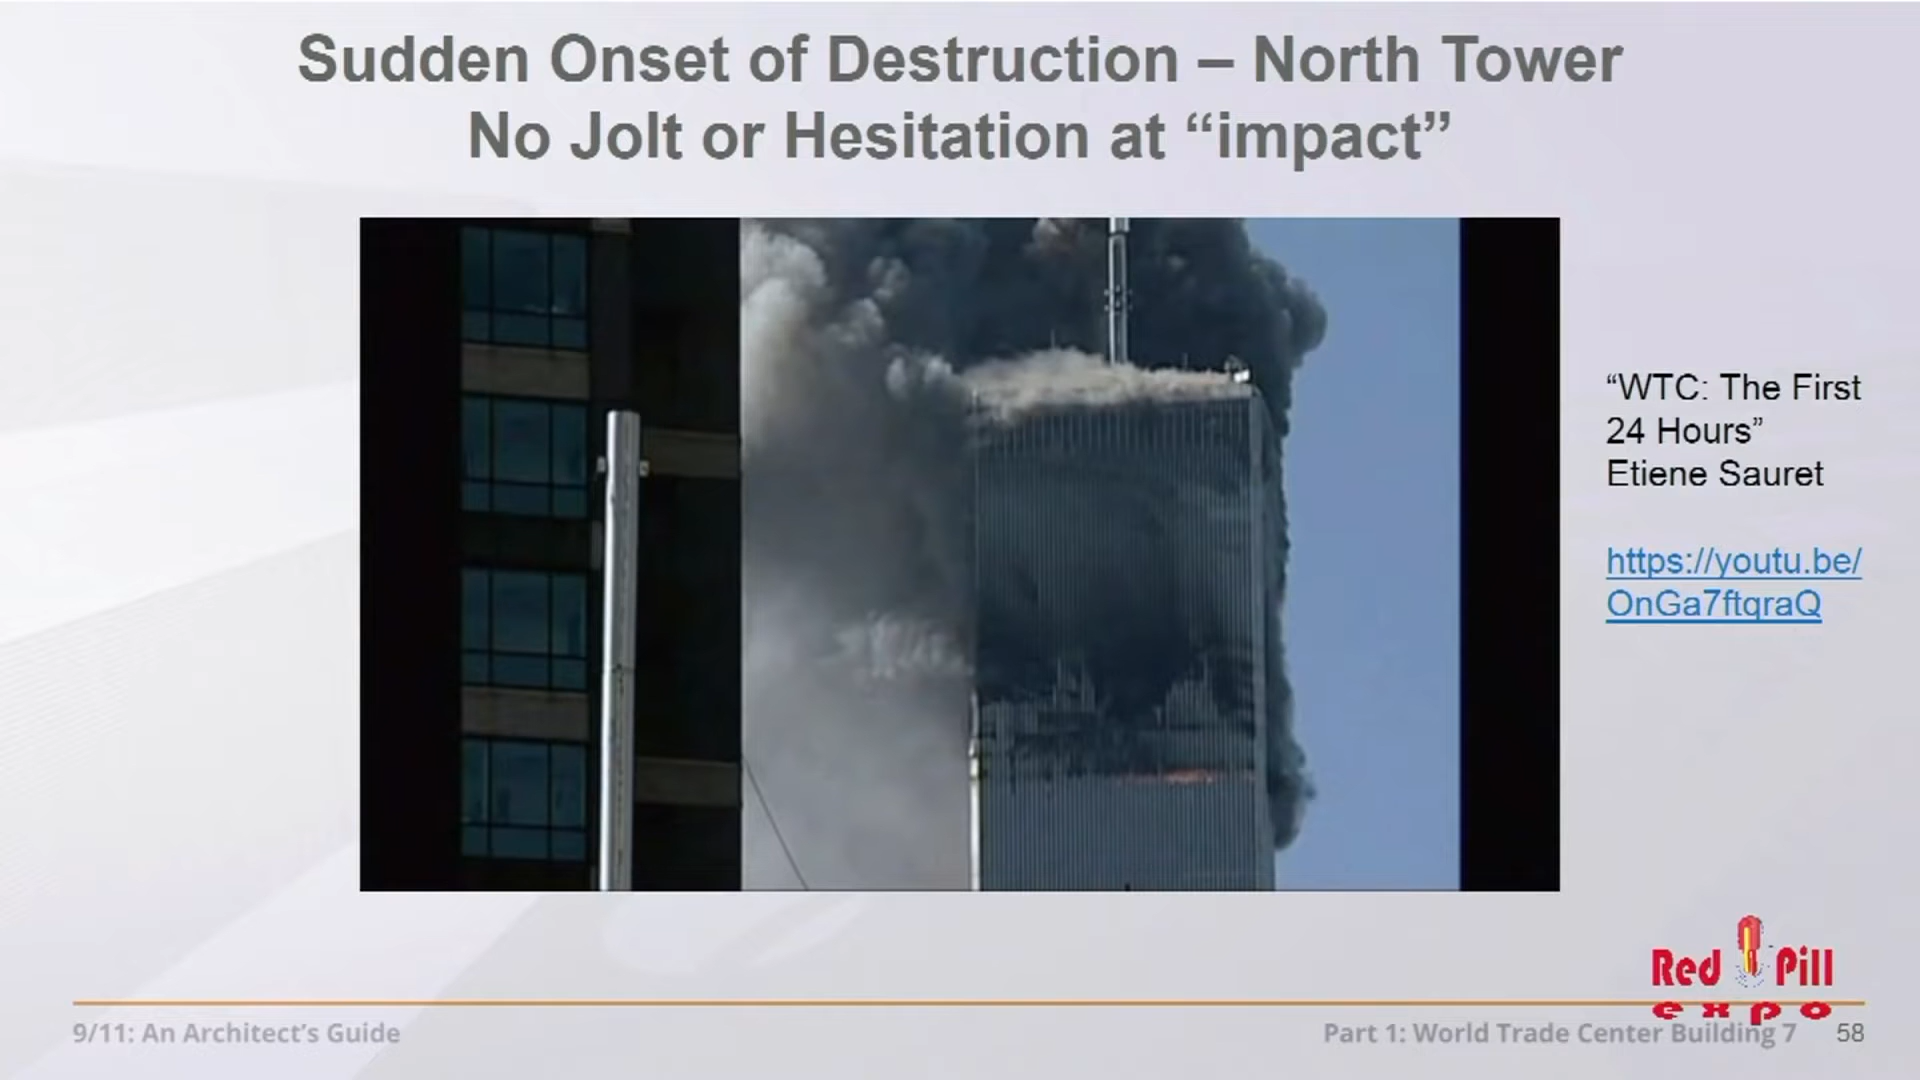 Sudden Onset of Destruction – North Tower
No Jolt or Hesitation at “impact”
“WTC: The First
24 Hours”
Etiene Sauret
https://youtu.be/
OnGa7ftqraQ
Red Pill
expo
9/11: An Architect’s Guide
Part 1: World Trade Center Building 7
58